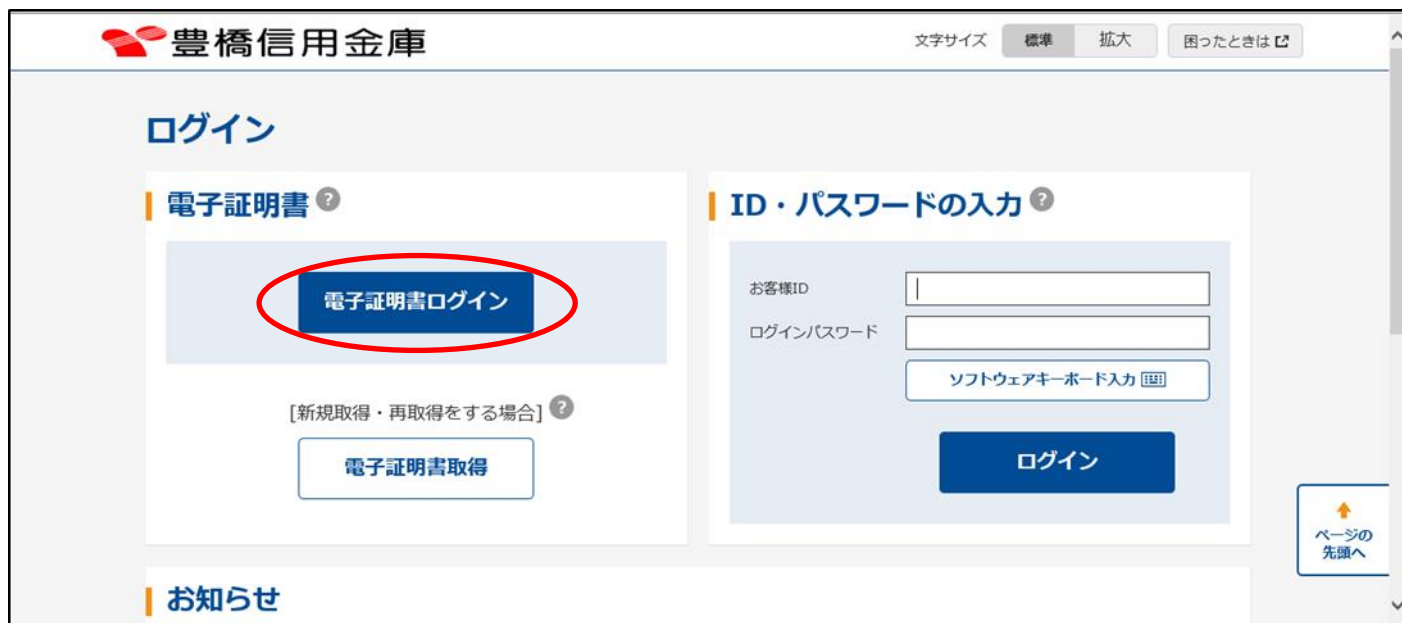 豊橋信用金庫
文字サイズ 標準 拡大 困ったときは
ログイン
電子証明書 ?
電子証明書ログイン
[新規取得・再取得をする場合] ?
電子証明書取得
ID・パスワードの入力 ?
お客様ID
ログインパスワード
ソフトウェアキーボード入力
ログイン
ページの
先頭へ
お知らせ